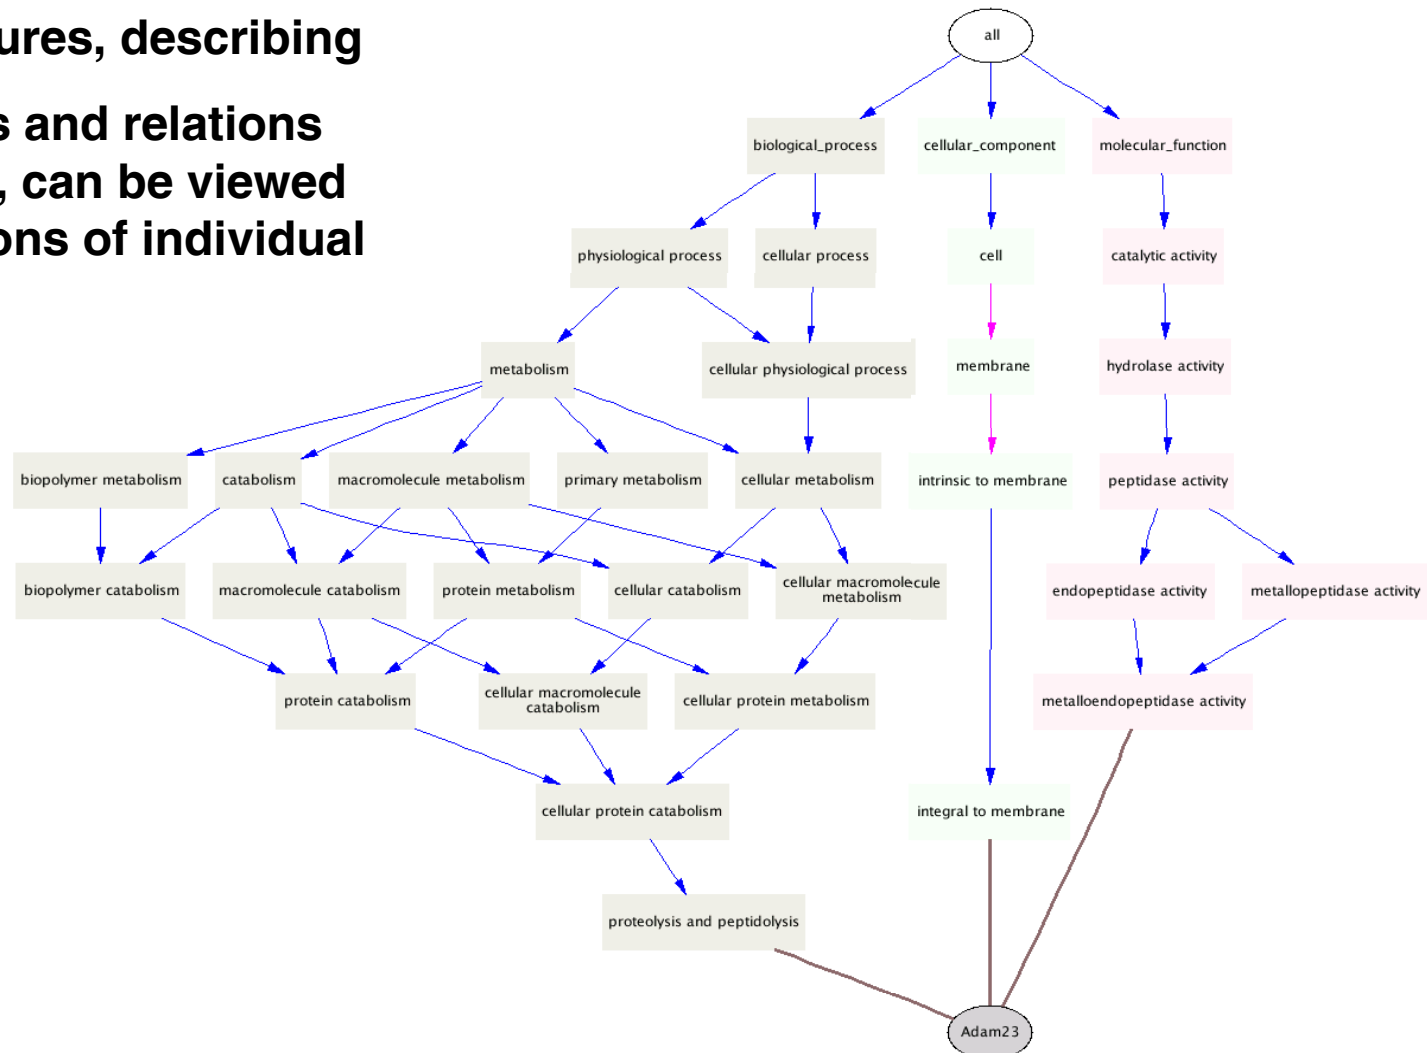 ures, describing
s and relations
, can be viewed
ons of individual
all
biological_process
cellular_component
molecular_function
physiological process
cellular process
cell
catalytic activity
metabolism
cellular physiological process
membrane
hydrolase activity
biopolymer metabolism
catabolism
macromolecule metabolism
primary metabolism
cellular metabolism
intrinsic to membrane
peptidase activity
biopolymer catabolism
macromolecule catabolism
protein metabolism
cellular catabolism
cellular macromolecule
metabolism
endopeptidase activity
metallopeptidase activity
protein catabolism
cellular macromolecule
catabolism
cellular protein metabolism
metalloendopeptidase activity
cellular protein catabolism
integral to membrane
proteolysis and peptidolysis
Adam23